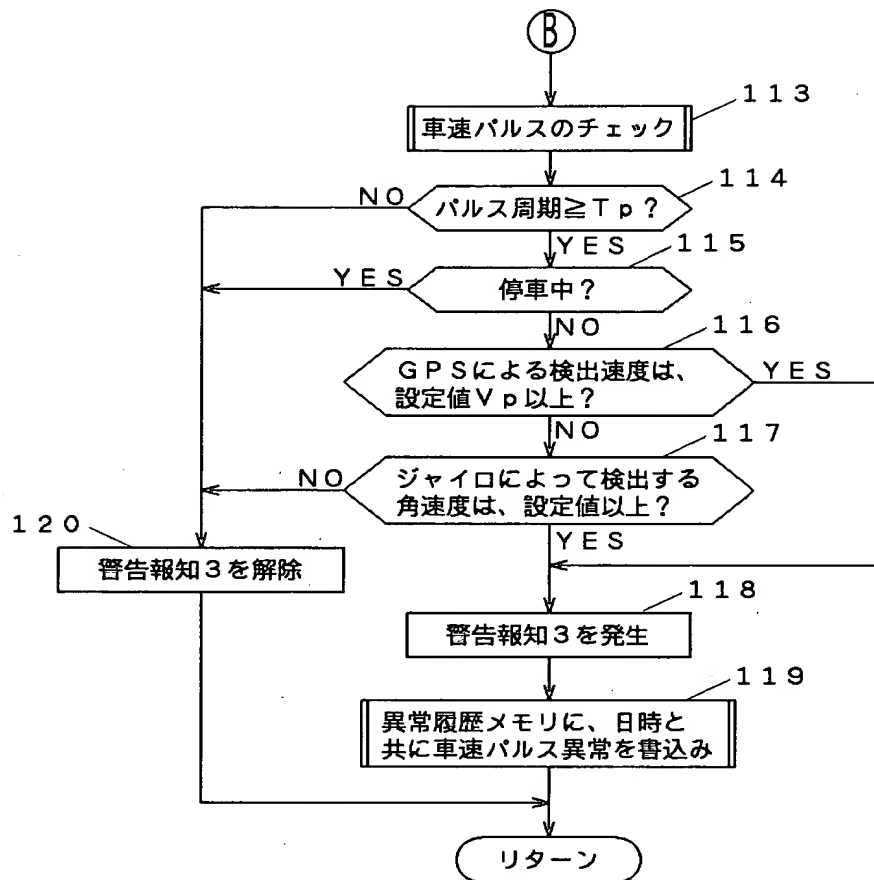 B
113
車速パルスのチェック
114
NO
パルス周期≧Tp?
YES
115
YES
停車中?
NO
116
GPSによる検出速度は、
設定値Vp以上?
YES
NO
117
NO
ジャイロによって検出する
角速度は、設定値以上?
YES
120
警告報知3を解除
118
警告報知3を発生
119
異常履歴メモリに、日時と
共に車速パルス異常を書込み
リターン